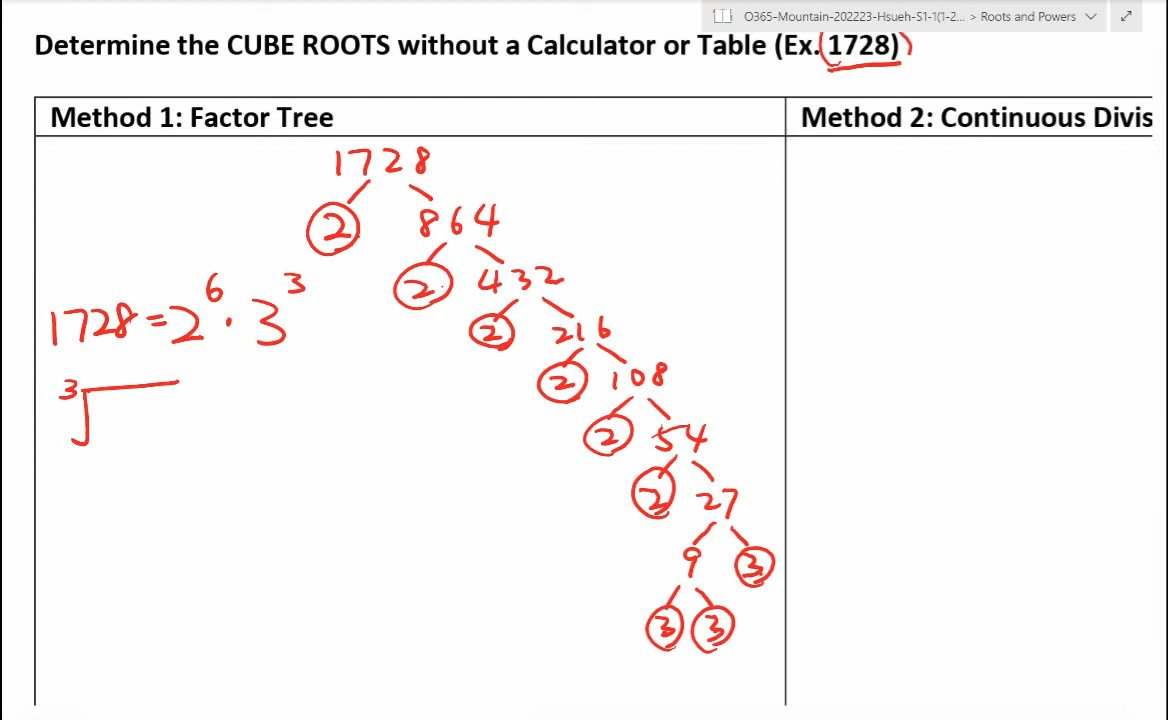 O365-Mountain-202223-Hsueh-S1-1(1-2... > Roots and Powers
Determine the CUBE ROOTS without a Calculator or Table (Ex. 1728)
Method 1: Factor Tree
Method 2: Continuous Divis
1728
2 864
2 432
2 216
2 108
2 54
2 27
9 3
3 3
1728 = 2⁶ · 3³
³√